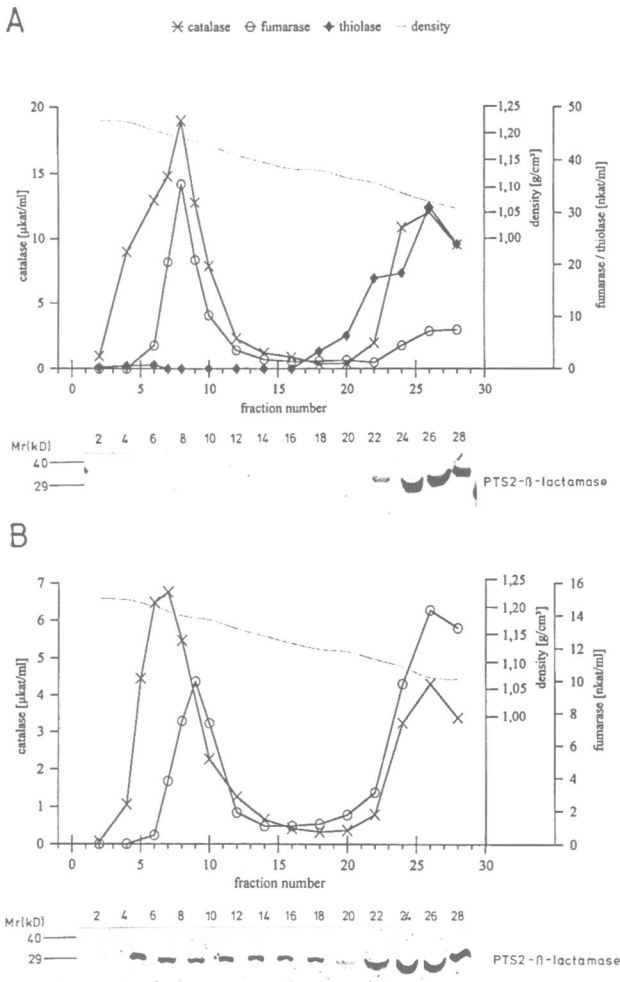 A
catalase fumarase thiolase density
20
15
10
5
0
catalase [µkat/ml]
1,25
1,20
1,15
1,10
1,05
1,00
density [g/cm³]
50
40
30
20
10
0
fumarase / thiolase [nkat/ml]
0 5 10 15 20 25 30
fraction number
Mr(kD) 2 4 6 8 10 12 14 16 18 20 22 24 26 28
40
29
PTS2-ß-lactamase
B
7
6
5
4
3
2
1
0
catalase [µkat/ml]
1,25
1,20
1,15
1,10
1,05
1,00
density [g/cm³]
16
14
12
10
8
6
4
2
0
fumarase [nkat/ml]
0 5 10 15 20 25 30
fraction number
Mr(kD) 2 4 6 8 10 12 14 16 18 20 22 24 26 28
40
29
PTS2-ß-lactamase